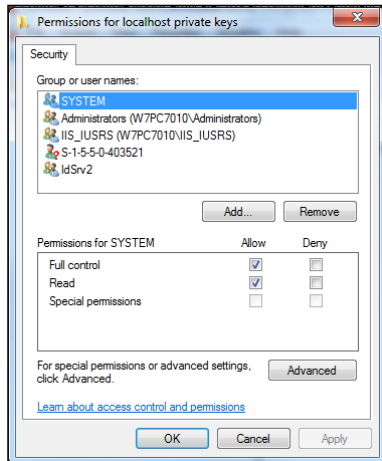 Permissions for localhost private keys
Security
Group or user names:
SYSTEM
Administrators (W7PC7010\Administrators)
IIS_IUSRS (W7PC7010\IIS_IUSRS)
S-1-5-5-0-403521
IdSrv2
Add...
Remove
Permissions for SYSTEM
Allow
Deny
Full control
Read
Special permissions
For special permissions or advanced settings,
click Advanced.
Advanced
Learn about access control and permissions
OK
Cancel
Apply